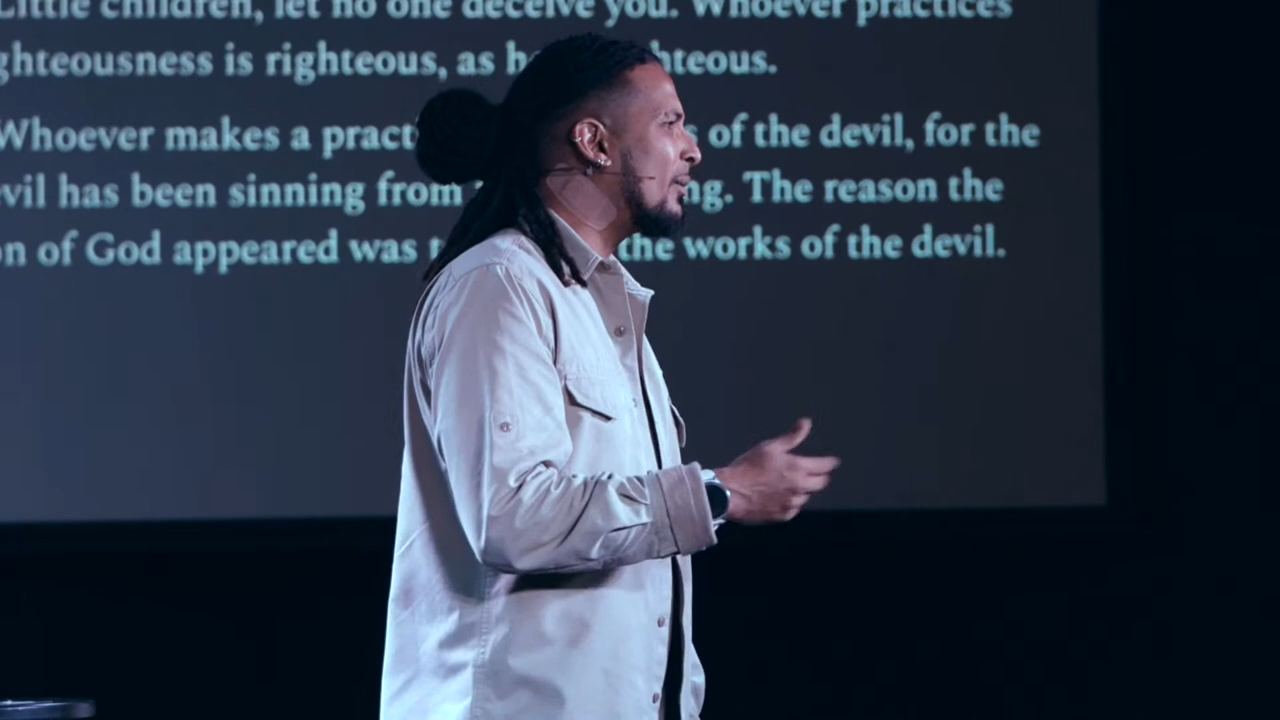 Little children, let no one deceive you. Whoever practices
ghteousness is righteous, as hteous.
Whoever makes a pract s of the devil, for the
evil has been sinning from ng. The reason the
on of God appeared was t the works of the devil.